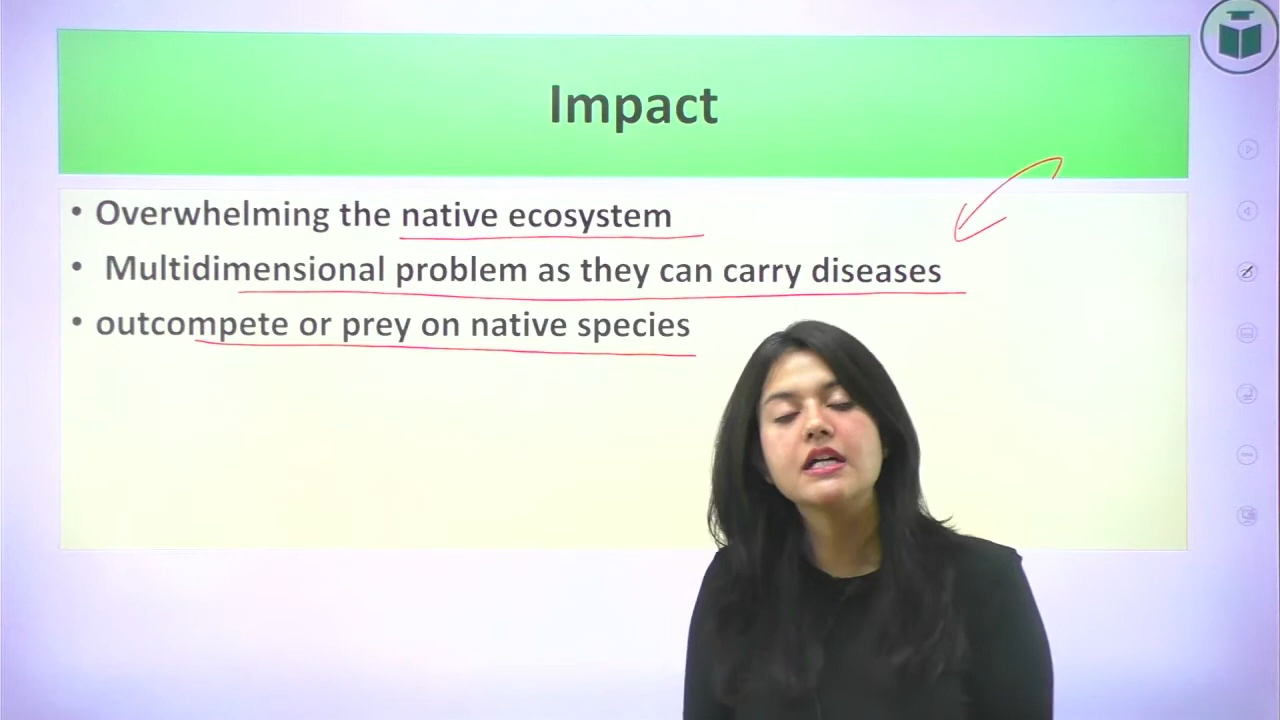 Impact
• Overwhelming the native ecosystem
• Multidimensional problem as they can carry diseases
• outcompete or prey on native species